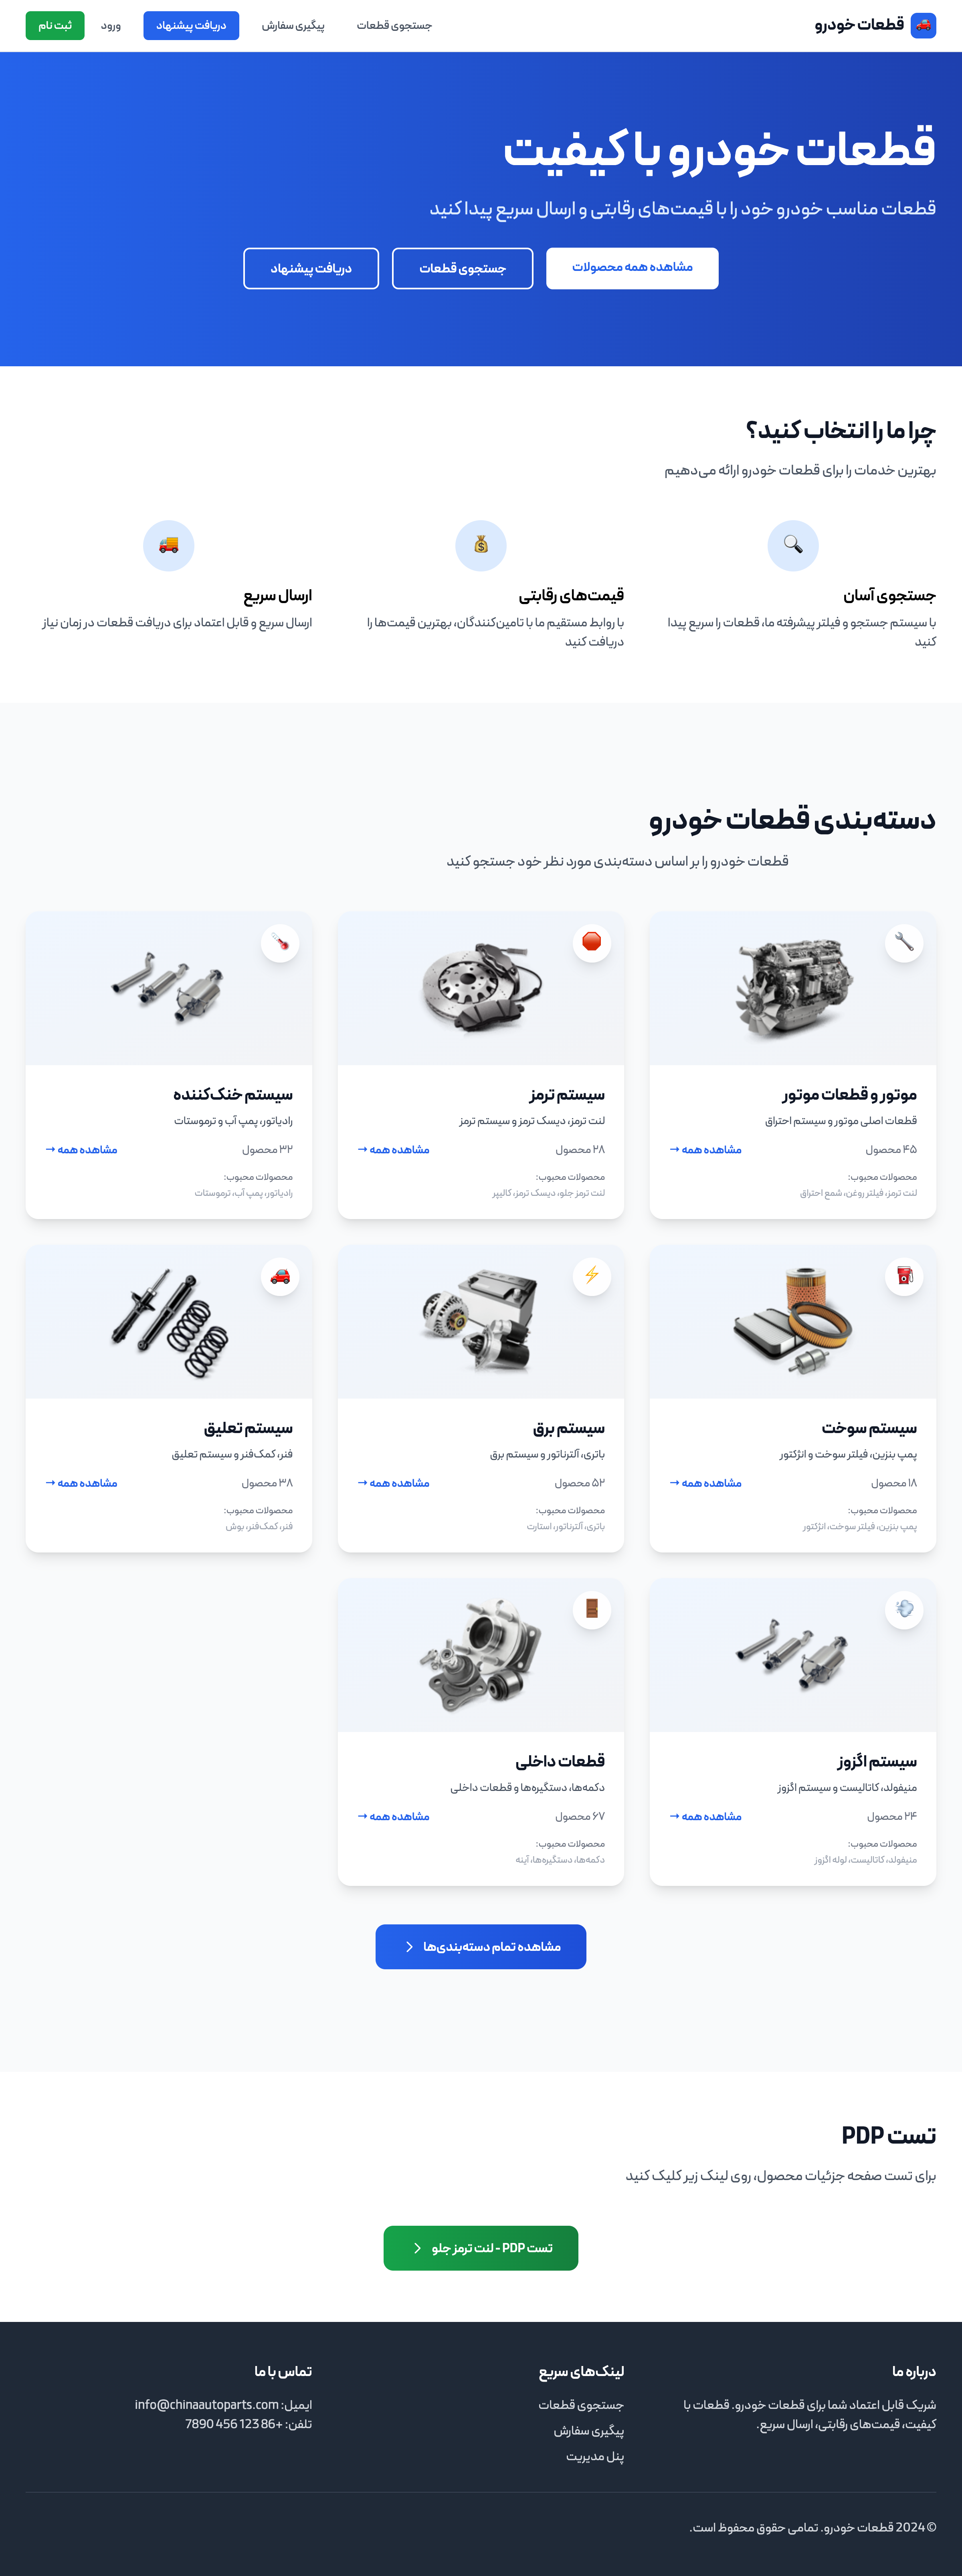 قطعات خودرو
جستجوی قطعات
پیگیری سفارش
دریافت پیشنهاد
ورود
ثبت نام
قطعات خودرو با کیفیت
قطعات مناسب خودرو خود را با قیمت‌های رقابتی و ارسال سریع پیدا کنید
مشاهده همه محصولات
جستجوی قطعات
دریافت پیشنهاد
چرا ما را انتخاب کنید؟
بهترین خدمات را برای قطعات خودرو ارائه می‌دهیم
جستجوی آسان
با سیستم جستجو و فیلتر پیشرفته ما، قطعات را سریع پیدا
کنید
قیمت‌های رقابتی
با روابط مستقیم ما با تامین‌کنندگان، بهترین قیمت‌ها را
دریافت کنید
ارسال سریع
ارسال سریع و قابل اعتماد برای دریافت قطعات در زمان نیاز
دسته‌بندی قطعات خودرو
قطعات خودرو را بر اساس دسته‌بندی مورد نظر خود جستجو کنید
موتور و قطعات موتور
قطعات اصلی موتور و سیستم احتراق
۴۵ محصول
مشاهده همه →
محصولات محبوب:
لنت ترمز، فیلتر روغن، شمع احتراق
سیستم ترمز
لنت ترمز، دیسک ترمز و سیستم ترمز
۲۸ محصول
مشاهده همه →
محصولات محبوب:
لنت ترمز جلو، دیسک ترمز، کالیپر
سیستم خنک‌کننده
رادیاتور، پمپ آب و ترموستات
۳۲ محصول
مشاهده همه →
محصولات محبوب:
رادیاتور، پمپ آب، ترموستات
سیستم سوخت
پمپ بنزین، فیلتر سوخت و انژکتور
۱۸ محصول
مشاهده همه →
محصولات محبوب:
پمپ بنزین، فیلتر سوخت، انژکتور
سیستم برق
باتری، آلترناتور و سیستم برق
۵۲ محصول
مشاهده همه →
محصولات محبوب:
باتری، آلترناتور، استارت
سیستم تعلیق
فنر، کمک‌فنر و سیستم تعلیق
۳۸ محصول
مشاهده همه →
محصولات محبوب:
فنر، کمک‌فنر، بوش
سیستم اگزوز
منیفولد، کاتالیست و سیستم اگزوز
۲۴ محصول
مشاهده همه →
محصولات محبوب:
منیفولد، کاتالیست، لوله اگزوز
قطعات داخلی
دکمه‌ها، دستگیره‌ها و قطعات داخلی
۶۷ محصول
مشاهده همه →
محصولات محبوب:
دکمه‌ها، دستگیره‌ها، آینه
مشاهده تمام دسته‌بندی‌ها
تست PDP
برای تست صفحه جزئیات محصول، روی لینک زیر کلیک کنید
تست PDP - لنت ترمز جلو
درباره ما
شریک قابل اعتماد شما برای قطعات خودرو. قطعات با
کیفیت، قیمت‌های رقابتی، ارسال سریع.
لینک‌های سریع
جستجوی قطعات
پیگیری سفارش
پنل مدیریت
تماس با ما
ایمیل: info@chinaautoparts.com
تلفن: +86 123 456 7890
© 2024 قطعات خودرو. تمامی حقوق محفوظ است.